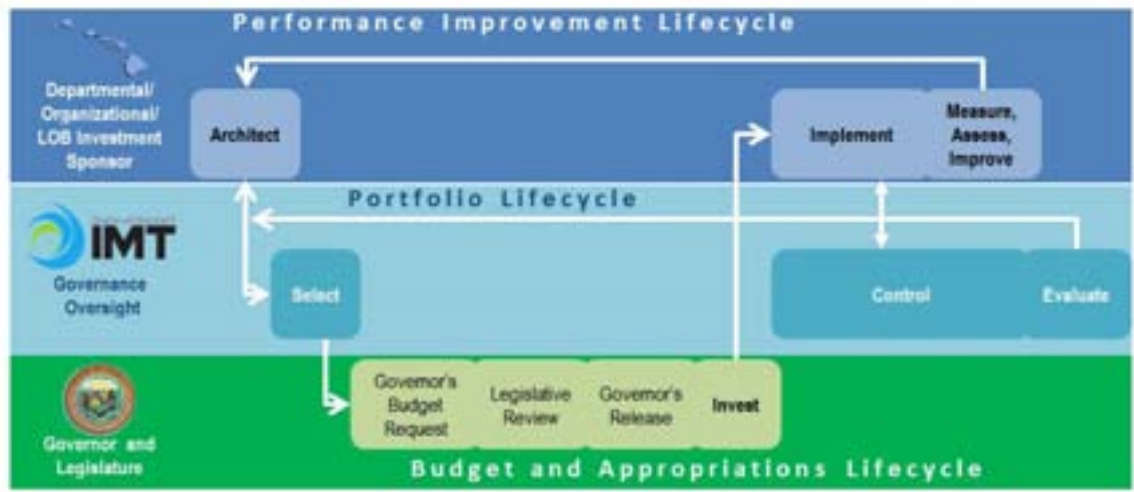 Performance Improvement Lifecycle
Departmental/
Organizational/
LOB Investment
Sponsor
Architect
Implement
Measure,
Assess,
Improve
Portfolio Lifecycle
IMT
Governance
Oversight
Select
Control
Evaluate
Governor and
Legislature
Governor's
Budget
Request
Legislative
Review
Governor's
Release
Invest
Budget and Appropriations Lifecycle